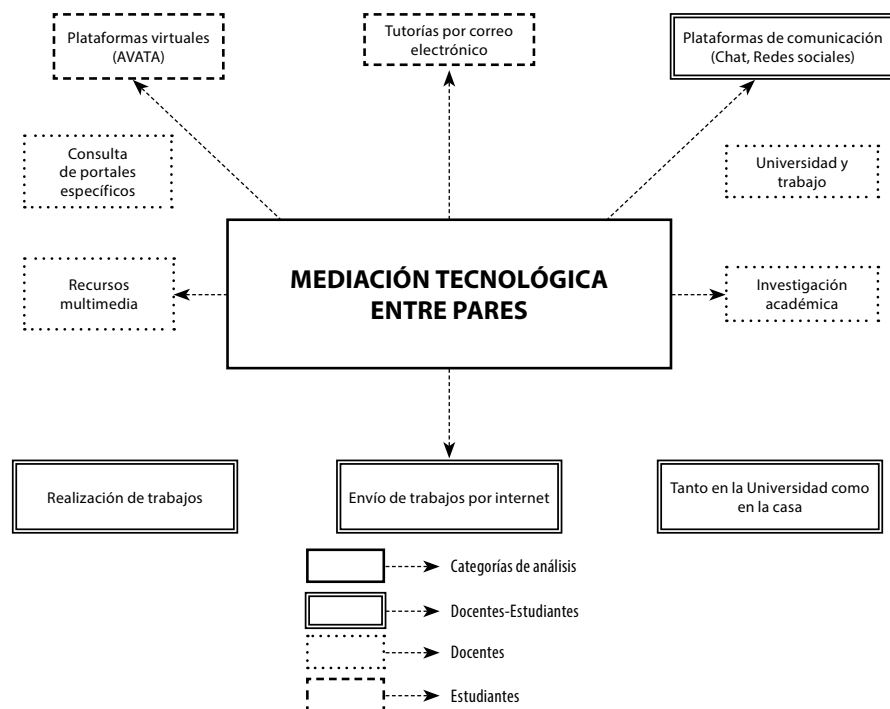 Plataformas virtuales
(AVATA)
Tutorías por correo
electrónico
Plataformas de comunicación
(Chat, Redes sociales)
Consulta
de portales
específicos
Universidad y
trabajo
MEDIACIÓN TECNOLÓGICA
ENTRE PARES
Recursos
multimedia
Investigación
académica
Realización de trabajos
Envío de trabajos por internet
Tanto en la Universidad como
en la casa
Categorías de análisis
Docentes-Estudiantes
Docentes
Estudiantes